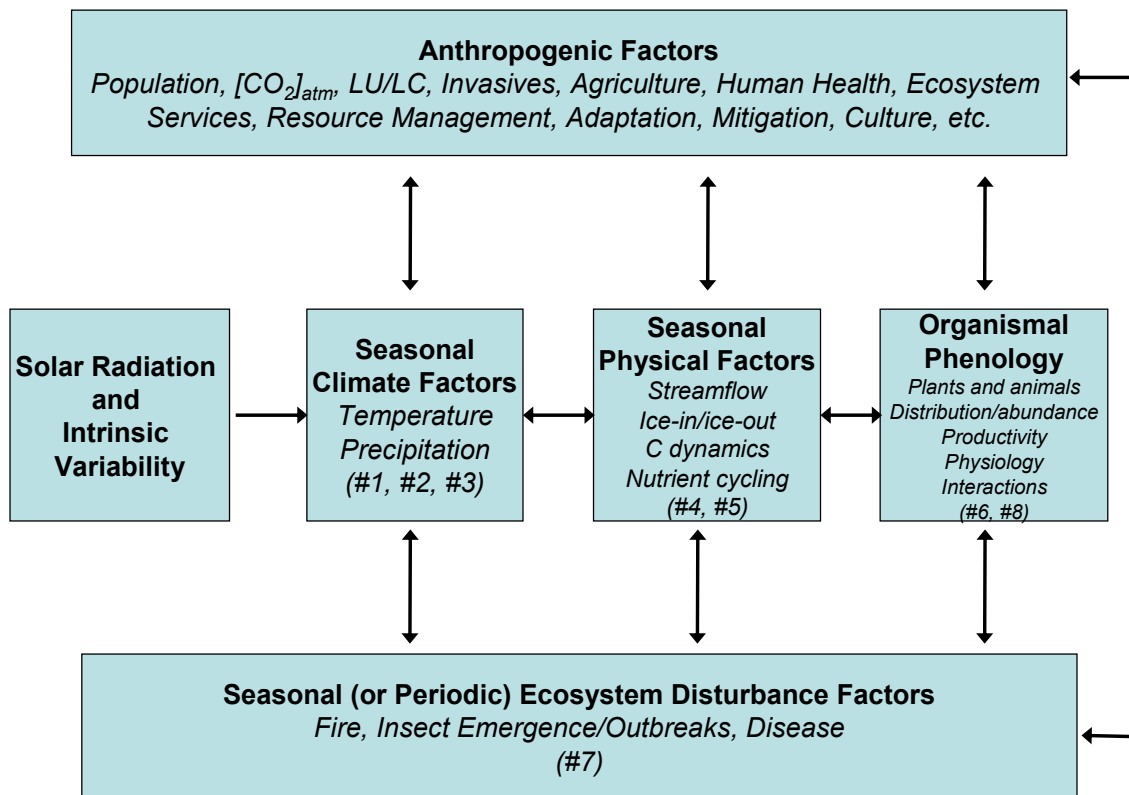 Anthropogenic Factors
Population, [CO2]atm, LU/LC, Invasives, Agriculture, Human Health, Ecosystem
Services, Resource Management, Adaptation, Mitigation, Culture, etc.
Solar Radiation
and
Intrinsic
Variability
Seasonal
Climate Factors
Temperature
Precipitation
(#1, #2, #3)
Seasonal
Physical Factors
Streamflow
Ice-in/ice-out
C dynamics
Nutrient cycling
(#4, #5)
Organismal
Phenology
Plants and animals
Distribution/abundance
Productivity
Physiology
Interactions
(#6, #8)
Seasonal (or Periodic) Ecosystem Disturbance Factors
Fire, Insect Emergence/Outbreaks, Disease
(#7)